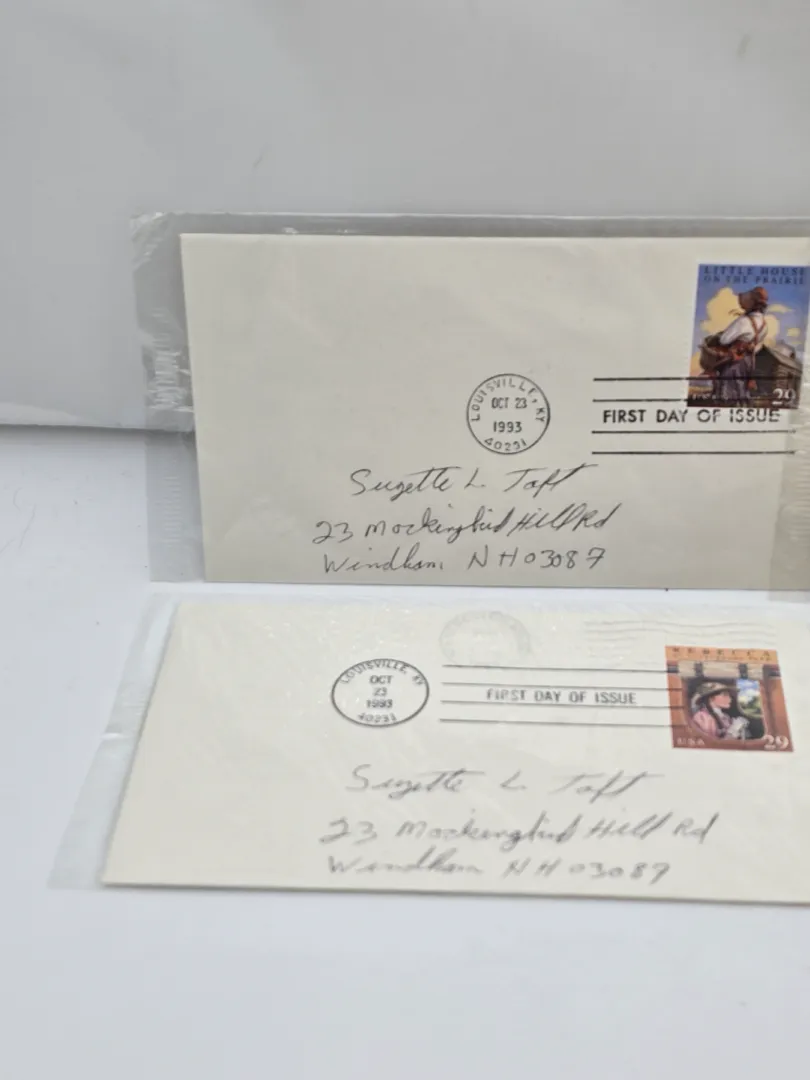 LITTLE HOUSE
ON THE PRAIRIE
29
LOUISVILLE, KY
OCT 23
1993
40231
FIRST DAY OF ISSUE
Suzette L. Taft
23 Mockingbird Hill Rd
Windham NH 03087
REBECCA
USA
29
LOUISVILLE, KY
OCT
23
1993
40231
FIRST DAY OF ISSUE
Suzette L. Taft
23 Mockingbird Hill Rd
Windham NH 03087